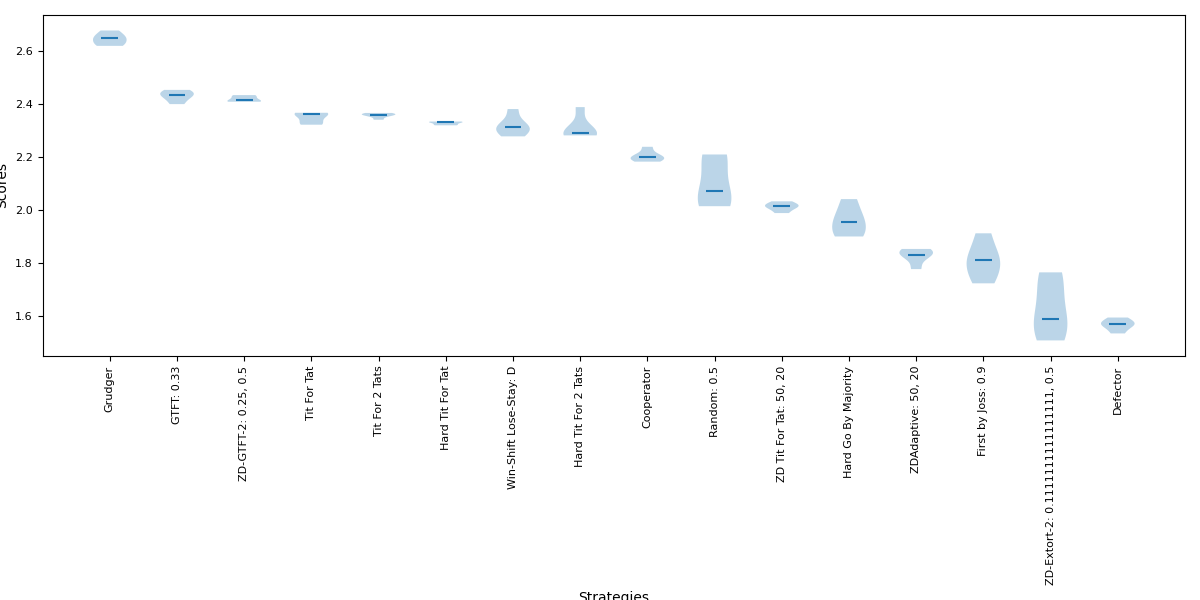 Scores
2.6
2.4
2.2
2.0
1.8
1.6
Grudger
GTFT: 0.33
ZD-GTFT-2: 0.25, 0.5
Tit For Tat
Tit For 2 Tats
Hard Tit For Tat
Win-Shift Lose-Stay: D
Hard Tit For 2 Tats
Cooperator
Random: 0.5
ZD Tit For Tat: 50, 20
Hard Go By Majority
ZDAdaptive: 50, 20
First by Joss: 0.9
ZD-Extort-2: 0.1111111111111111, 0.5
Defector
Strategies